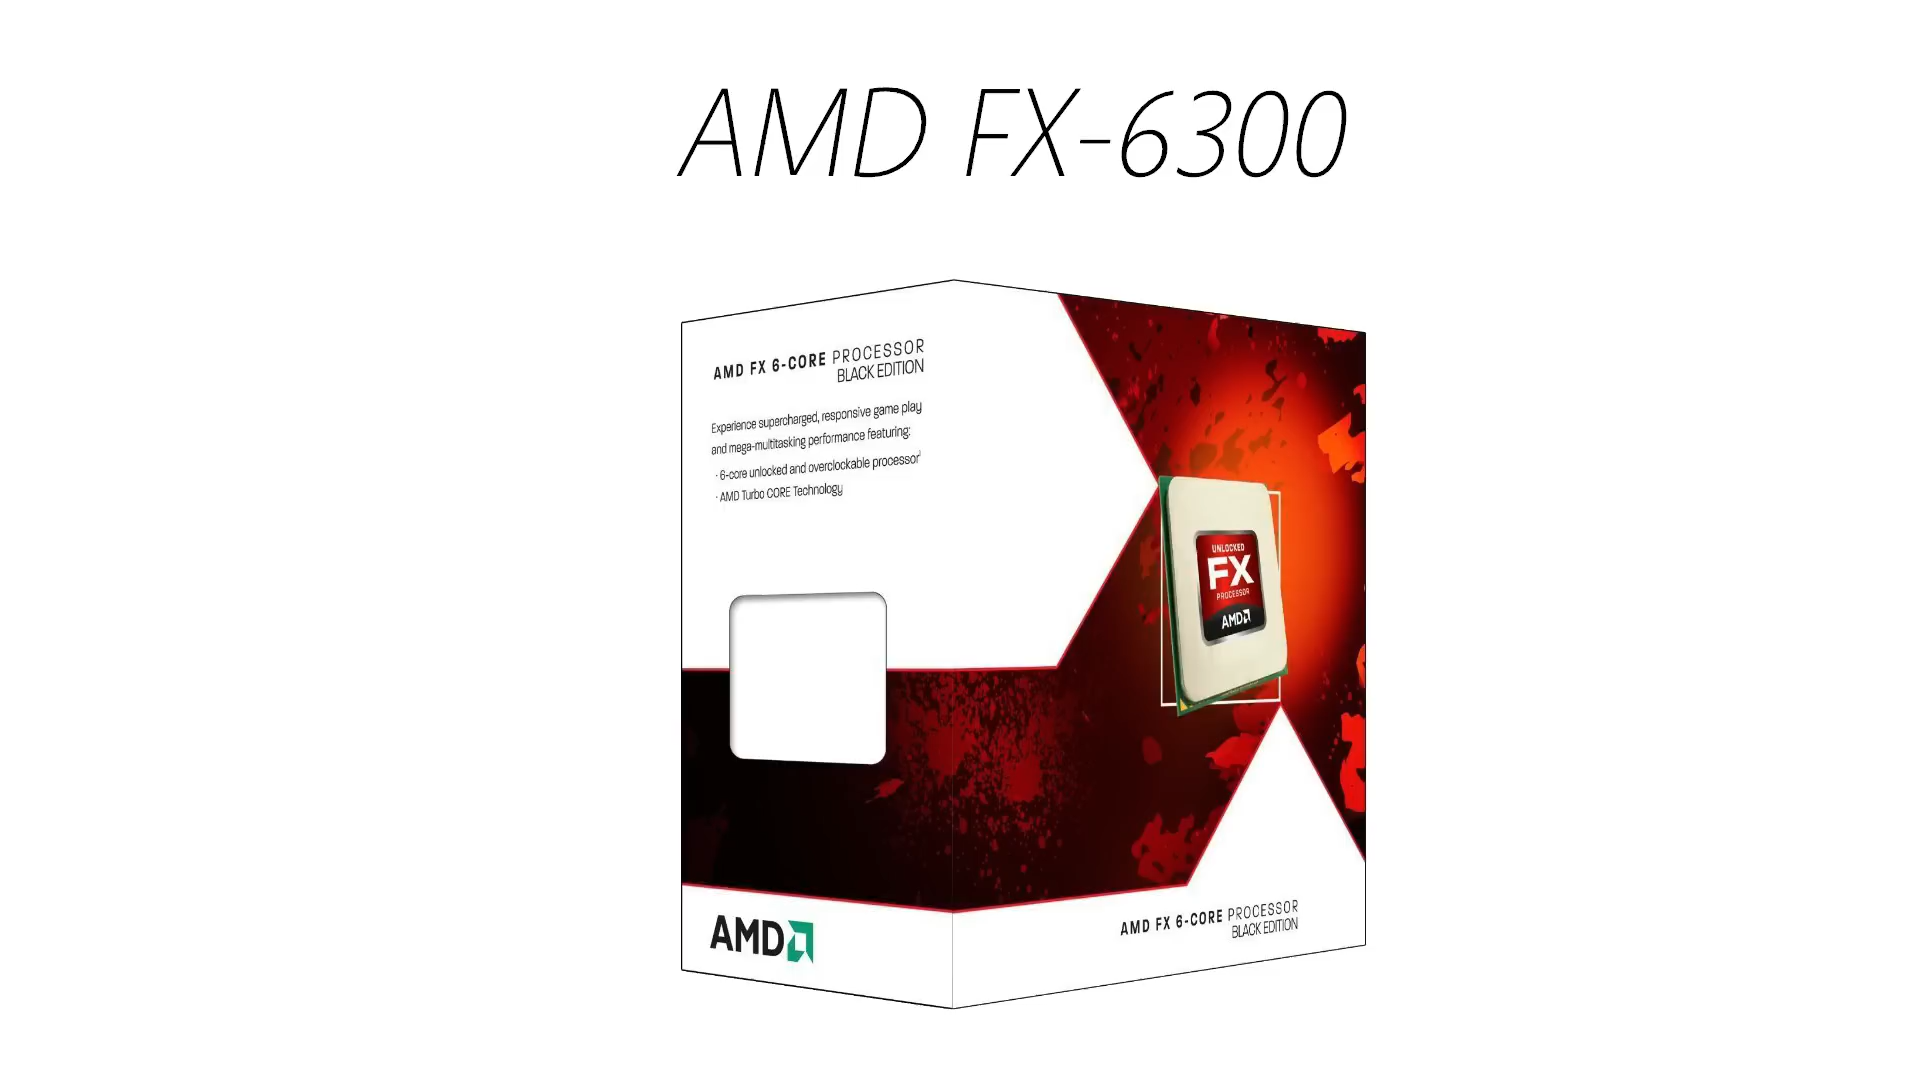 AMD FX-6300
AMD FX 6-CORE PROCESSOR
BLACK EDITION
Experience supercharged, responsive game play
and mega-multitasking performance featuring:
· 6-core unlocked and overclockable processor¹
· AMD Turbo CORE Technology
UNLOCKED
FX
PROCESSOR
AMD
AMD
AMD FX 6-CORE PROCESSOR
BLACK EDITION